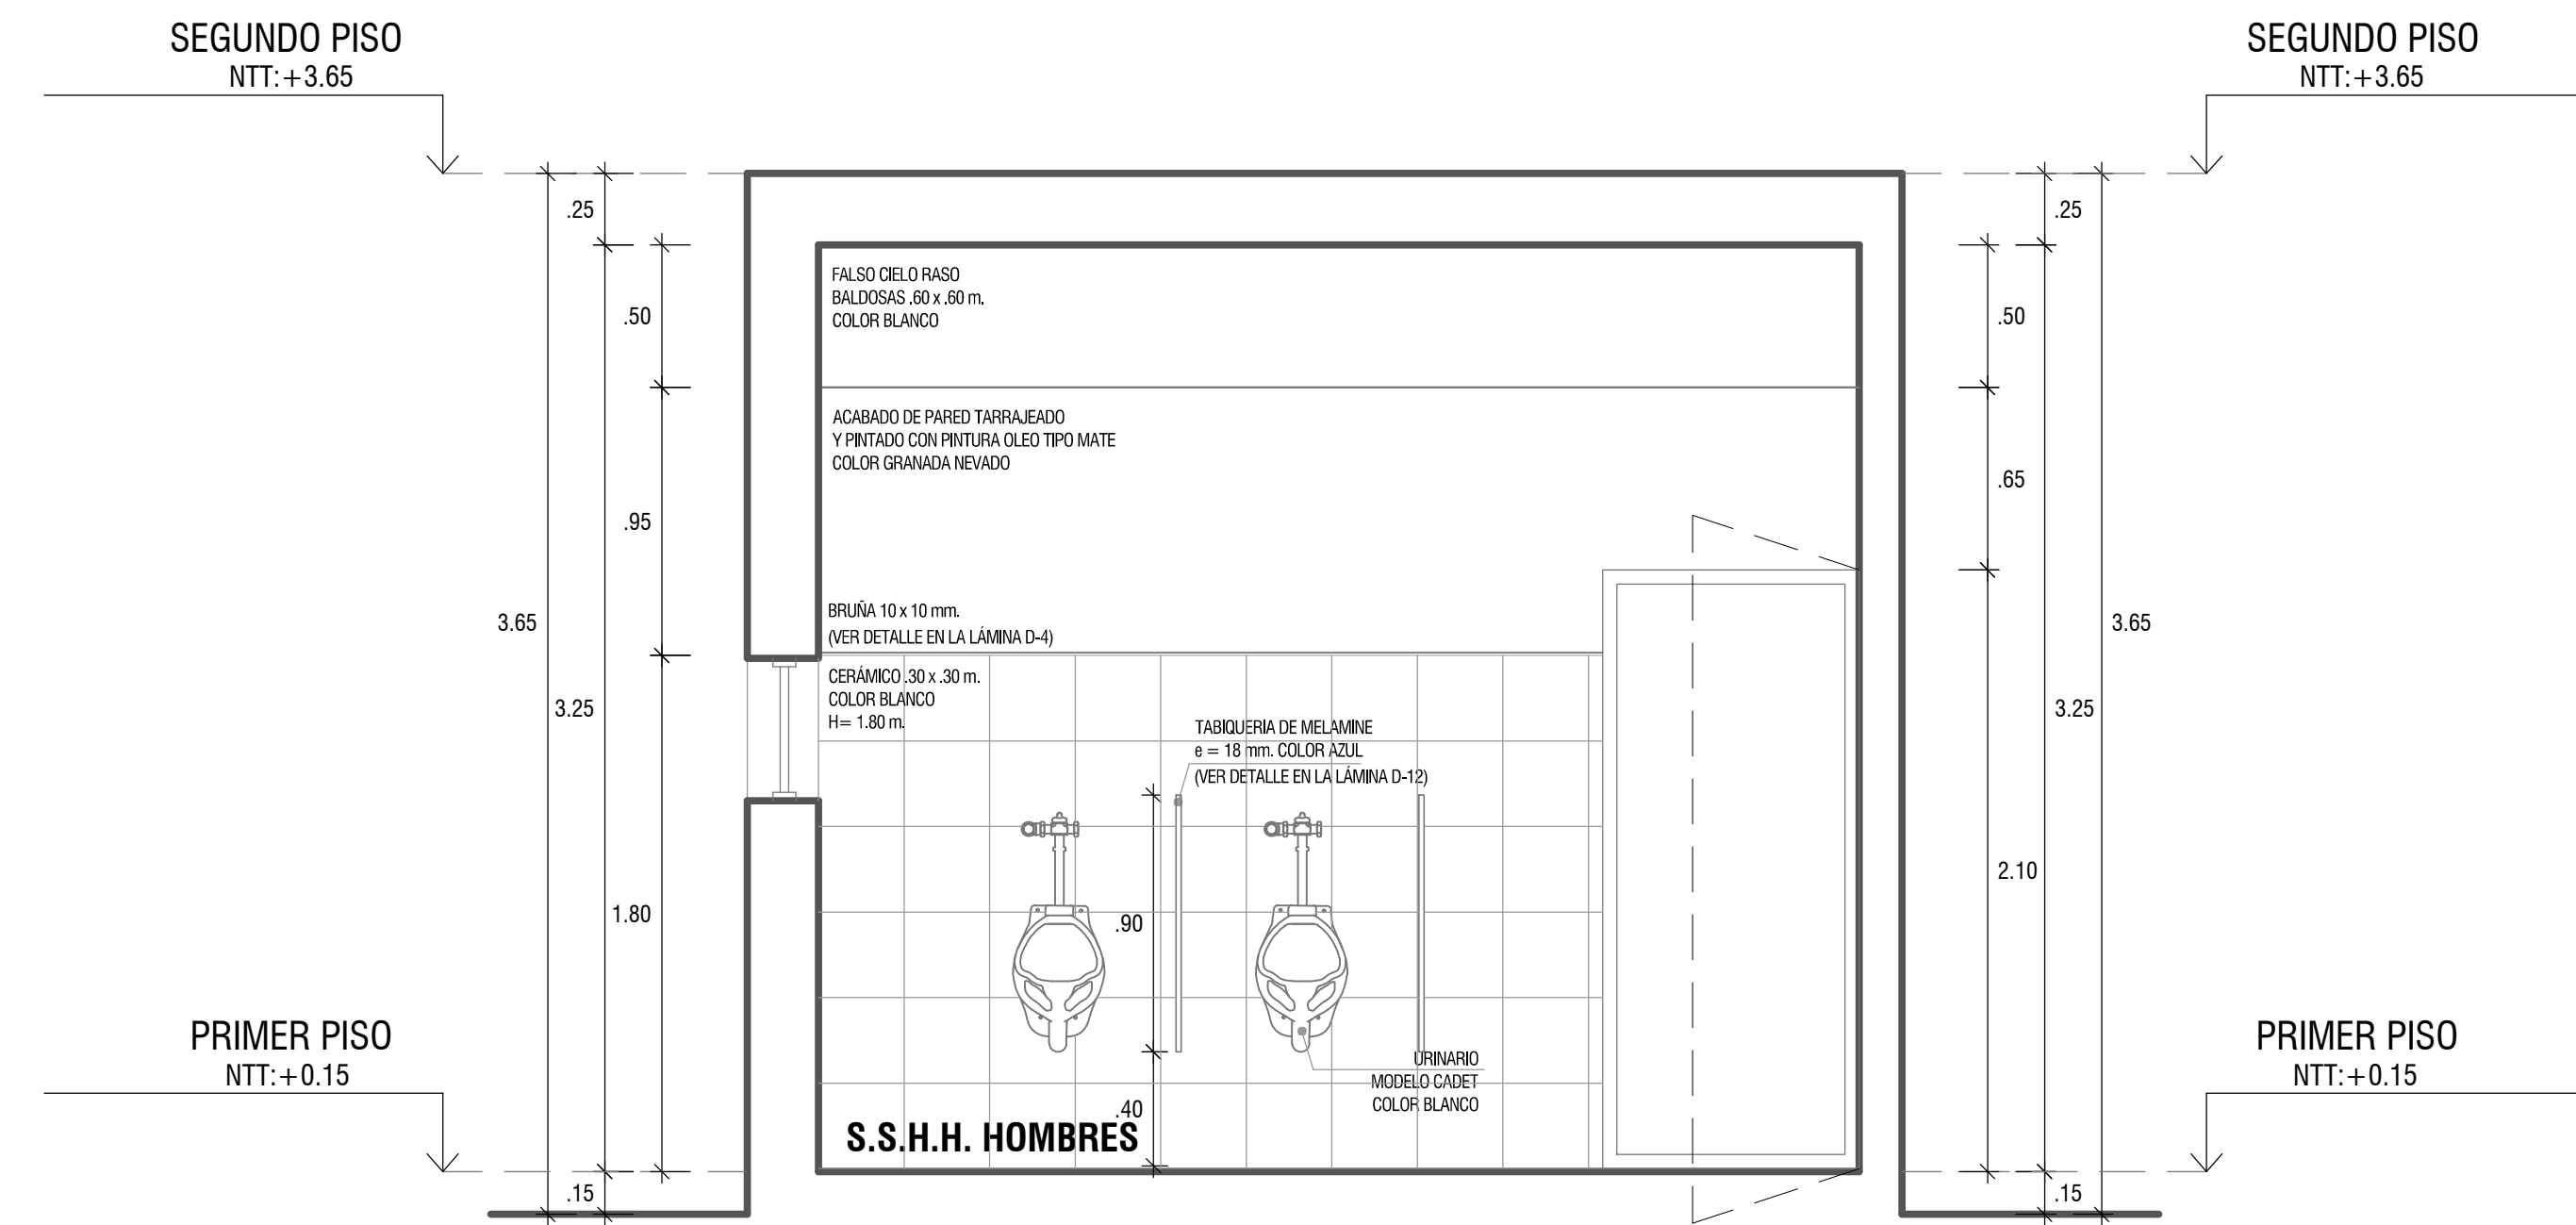 SEGUNDO PISO
NTT:+3.65
SEGUNDO PISO
NTT:+3.65
.25
.25
FALSO CIELO RASO
BALDOSAS .60 x .60 m.
COLOR BLANCO
.50
.50
ACABADO DE PARED TARRAJEADO
Y PINTADO CON PINTURA OLEO TIPO MATE
COLOR GRANADA NEVADO
.65
.95
BRUÑA 10 x 10 mm.
(VER DETALLE EN LA LÁMINA D-4)
3.65
3.65
CERÁMICO .30 x .30 m.
COLOR BLANCO
H= 1.80 m.
3.25
3.25
TABIQUERIA DE MELAMINE
e = 18 mm. COLOR AZUL
(VER DETALLE EN LA LÁMINA D-12)
2.10
1.80
.90
PRIMER PISO
NTT:+0.15
PRIMER PISO
NTT:+0.15
URINARIO
MODELO CADET
COLOR BLANCO
.40
S.S.H.H. HOMBRES
.15
.15